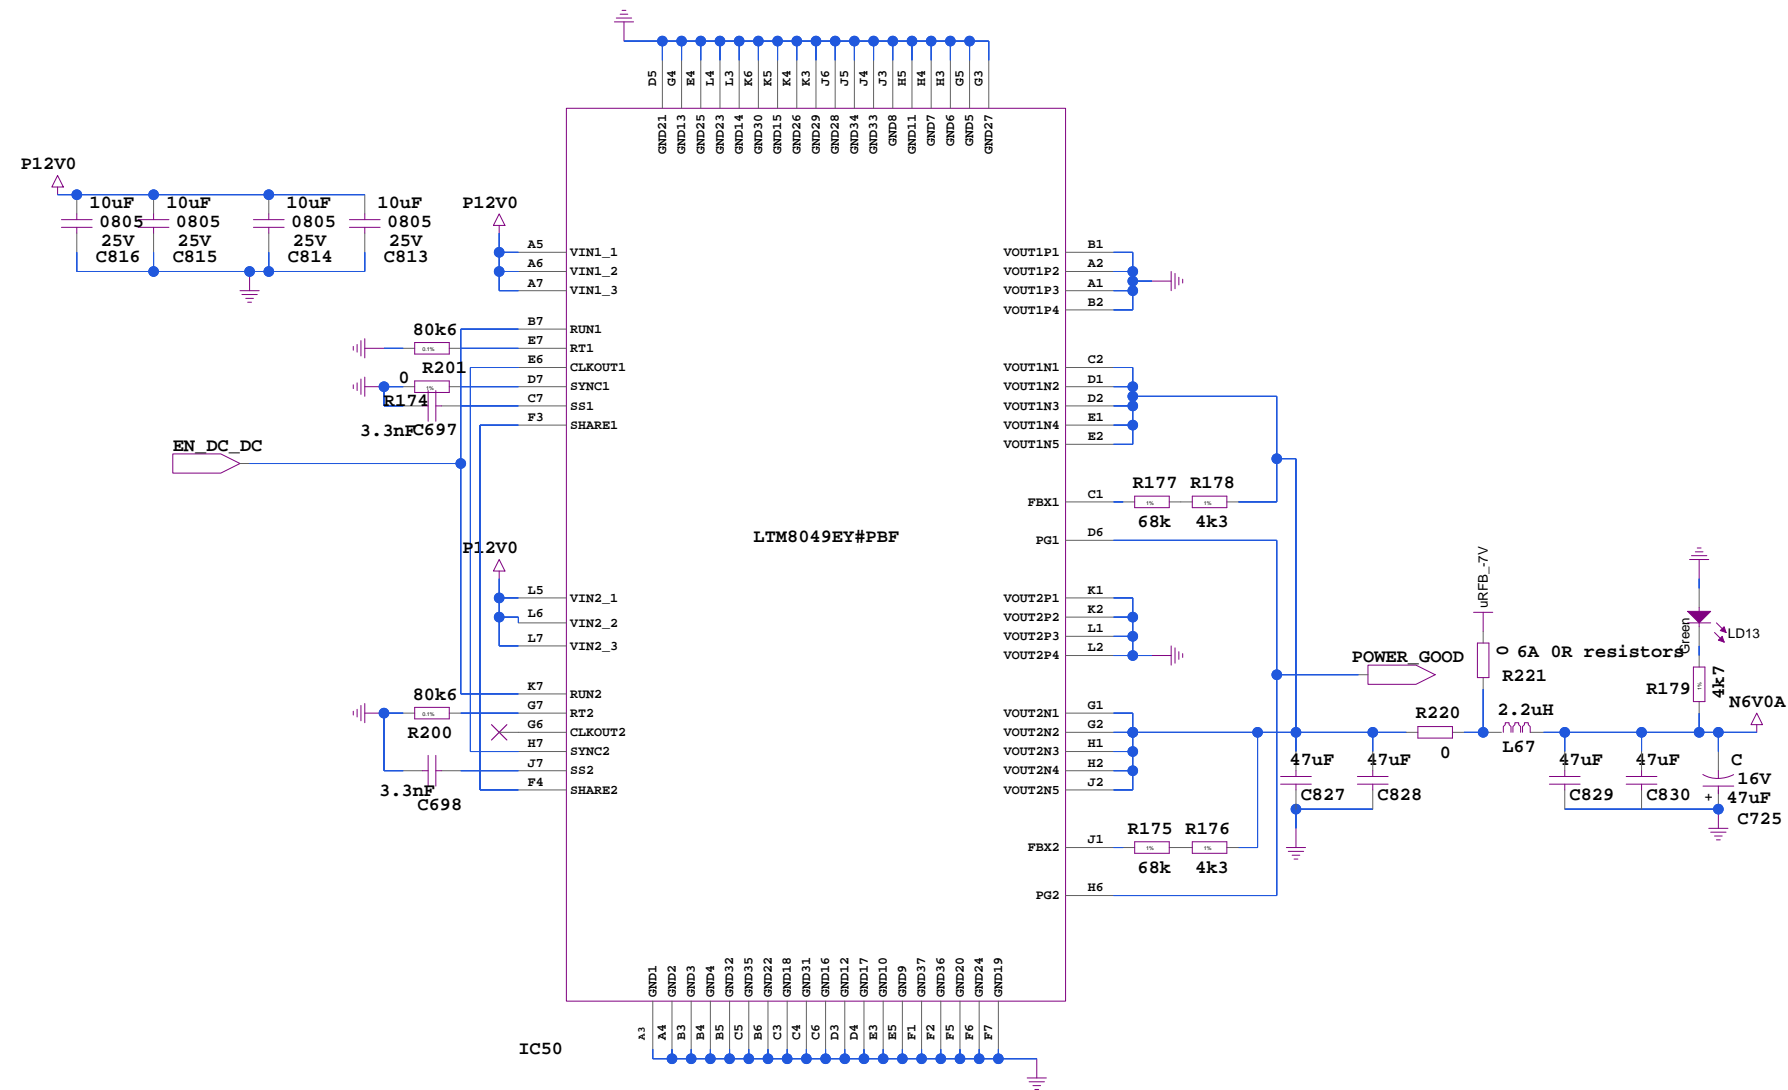 D5 G4 E4 L4 L3 K6 K5 K4 K3 J6 J5 J4 J3 H5 H4 H3 G5 G3
GND21 GND13 GND25 GND23 GND14 GND30 GND15 GND26 GND29 GND28 GND34 GND33 GND8 GND11 GND7 GND6 GND5 GND27
P12V0
10uF 10uF 10uF 10uF
0805 0805 0805 0805
25V 25V 25V 25V
C816 C815 C814 C813
P12V0
A5 VIN1_1
A6 VIN1_2
A7 VIN1_3
B7 RUN1
80k6
0.1%
E7 RT1
R201
E6 CLKOUT1
0
1%
D7 SYNC1
R174
C7 SS1
3.3nF
C697
F3 SHARE1
EN_DC_DC
LTM8049EY#PBF
P12V0
L5 VIN2_1
L6 VIN2_2
L7 VIN2_3
K7 RUN2
80k6
0.1%
G7 RT2
R200
G6 CLKOUT2
H7 SYNC2
J7 SS2
3.3nF
C698
F4 SHARE2
VOUT1P1 B1
VOUT1P2 A2
VOUT1P3 A1
VOUT1P4 B2
VOUT1N1 C2
VOUT1N2 D1
VOUT1N3 D2
VOUT1N4 E1
VOUT1N5 E2
R177 R178
FBX1 C1
1% 1%
68k 4k3
PG1 D6
VOUT2P1 K1
VOUT2P2 K2
VOUT2P3 L1
VOUT2P4 L2
POWER_GOOD
VOUT2N1 G1
VOUT2N2 G2
VOUT2N3 H1
VOUT2N4 H2
VOUT2N5 J2
R175 R176
FBX2 J1
1% 1%
68k 4k3
PG2 H6
uRFB_-7V
0 6A 0R resistors
R221
Green
LD13
R179
1%
4k7
N6V0A
R220
0
2.2uH
L67
47uF 47uF 47uF 47uF
C827 C828 C829 C830
C
16V
+ 47uF
C725
GND1 GND2 GND3 GND4 GND32 GND35 GND22 GND18 GND31 GND16 GND12 GND17 GND10 GND9 GND37 GND36 GND20 GND24 GND19
A3 A4 B3 B4 B5 C5 B6 C3 C4 C6 D3 D4 E3 E5 F1 F2 F5 F6 F7
IC50